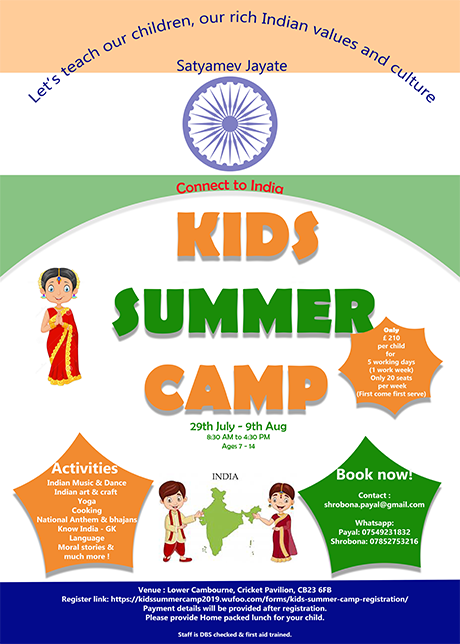 Let's teach our children, our rich Indian values and culture
Satyamev Jayate
Connect to India
KIDS
SUMMER
CAMP
Only
£ 210
per child
for
5 working days
(1 work week)
Only 20 seats
per week
(First come first serve)
29th July - 9th Aug
8:30 AM to 4:30 PM
Ages 7 - 14
Activities
Indian Music & Dance
Indian art & craft
Yoga
Cooking
National Anthem & bhajans
Know India - GK
Language
Moral stories &
much more !
INDIA
Book now!
Contact :
shrobona.payal@gmail.com
Whatsapp:
Payal: 07549231832
Shrobona: 07852753216
Venue : Lower Cambourne, Cricket Pavilion, CB23 6FB
Register link: https://kidssummercamp2019.wufoo.com/forms/kids-summer-camp-registration/
Payment details will be provided after registration.
Please provide Home packed lunch for your child.
Staff is DBS checked & first aid trained.